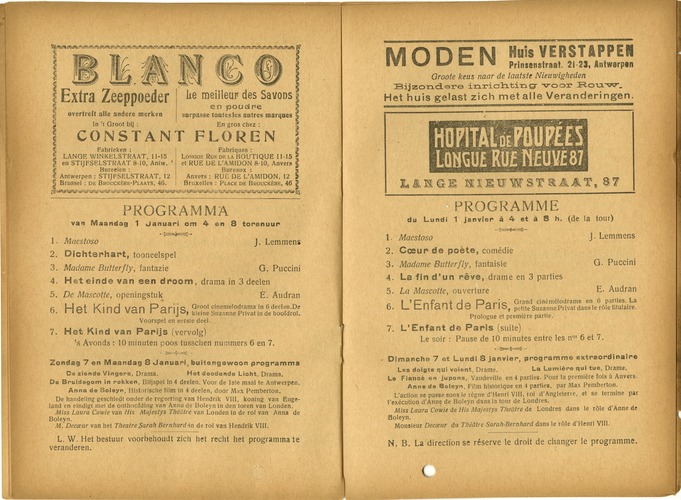 BLANCO
Extra Zeeppoeder
overtreft alle andere merken
Le meilleur des Savons
en poudre
surpasse toutes les autres marques
In 't Groot bij :
En gros chez :
CONSTANT FLOREN
Fabrieken :
LANGE WINKELSTRAAT, 11-15
en STIJFSELSTRAAT 8-10, Antw.
Bureelen :
Antwerpen : STIJFSELSTRAAT, 12
Brussel : DE BROUCKÈRE-PLAATS, 46.
Fabriques :
LONGUE RUE DE LA BOUTIQUE 11-15
et RUE DE L'AMIDON 8-10, Anvers
Bureaux :
Anvers : RUE DE L'AMIDON, 12
Bruxelles : PLACE DE BROUCKÈRE, 46
PROGRAMMA
van Maandag 1 Januari om 4 en 8 torenuur
1. Maestoso J. Lemmens
2. Dichterhart, tooneelspel
3. Madame Butterfly, fantazie G. Puccini
4. Het einde van een droom, drama in 3 deelen
5. De Mascotte, openingstuk E. Audran
6. Het Kind van Parijs, Groot cinemelodrama in 6 deelen. De
kleine Suzanne Privat in de hoofdrol.
Voorspel en eerste deel.
7. Het Kind van Parijs (vervolg)
's Avonds : 10 minuten poos tusschen nummers 6 en 7.
Zondag 7 en Maandag 8 Januari, buitengewoon programma
De ziende Vingers, Drama. Het doodende Licht, Drama.
De Bruidegom in rokken, Blijspel in 4 deelen. Voor de 1ste maal te Antwerpen.
Anna de Boleyn, Historische film in 4 deelen, door Max Pemberton.
De handeling geschiedt onder de regeering van Hendrik VIII, koning van Enge-
land en eindigt met de onthoofding van Anna de Boleyn in den toren van Londen.
Miss Laura Cowie van His Majestys Theâter van Londen in de rol van Anna de
Boleyn.
M. Decœur van het Theatre Sarah Bernhard in de rol van Hendrik VIII.
L. W. Het bestuur voorbehoudt zich het recht het programma te
veranderen.
MODEN Huis VERSTAPPEN
Prinsenstraat, 21-23, Antwerpen
Groote keus naar de laatste Nieuwigheden
Bijzondere inrichting voor Rouw.
Het huis gelast zich met alle Veranderingen.
HOPITAL DE POUPÉES
LONGUE RUE NEUVE 87
LANGE NIEUWSTRAAT, 87
PROGRAMME
du Lundi 1 janvier à 4 et à 8 h. (de la tour)
1. Maestoso J. Lemmens
2. Cœur de poète, comédie
3. Madame Butterfly, fantaisie G. Puccini
4. La fin d'un rêve, drame en 3 parties
5. La Mascotte, ouverture E. Audran
6. L'Enfant de Paris, Grand cinémélodrame en 6 parties. La
petite Suzanne Privat dans le rôle titulaire.
Prologue et première partie.
7. L'Enfant de Paris (suite)
Le soir : Pause de 10 minutes entre les nos 6 et 7.
Dimanche 7 et Lundi 8 janvier, programme extraordinaire
Les doigts qui voient, Drame. La Lumière qui tue, Drame.
Le Fiancé en jupons, Vaudeville en 4 parties. Pour la première fois à Anvers.
Anne de Boleyn, Film historique en 4 parties, par Max Pemberton.
L'action se passe sous le règne d'Henri VIII, roi d'Angleterre, et se termine par
l'exécution d'Anne de Boleyn dans la tour de Londres.
Miss Laura Cowie de His Majestys Theâtre de Londres dans le rôle d'Anne de
Boleyn.
Monsieur Decœur du Théâtre Sarah-Bernhard dans le rôle d'Henri VIII.
N. B. La direction se réserve le droit de changer le programme.